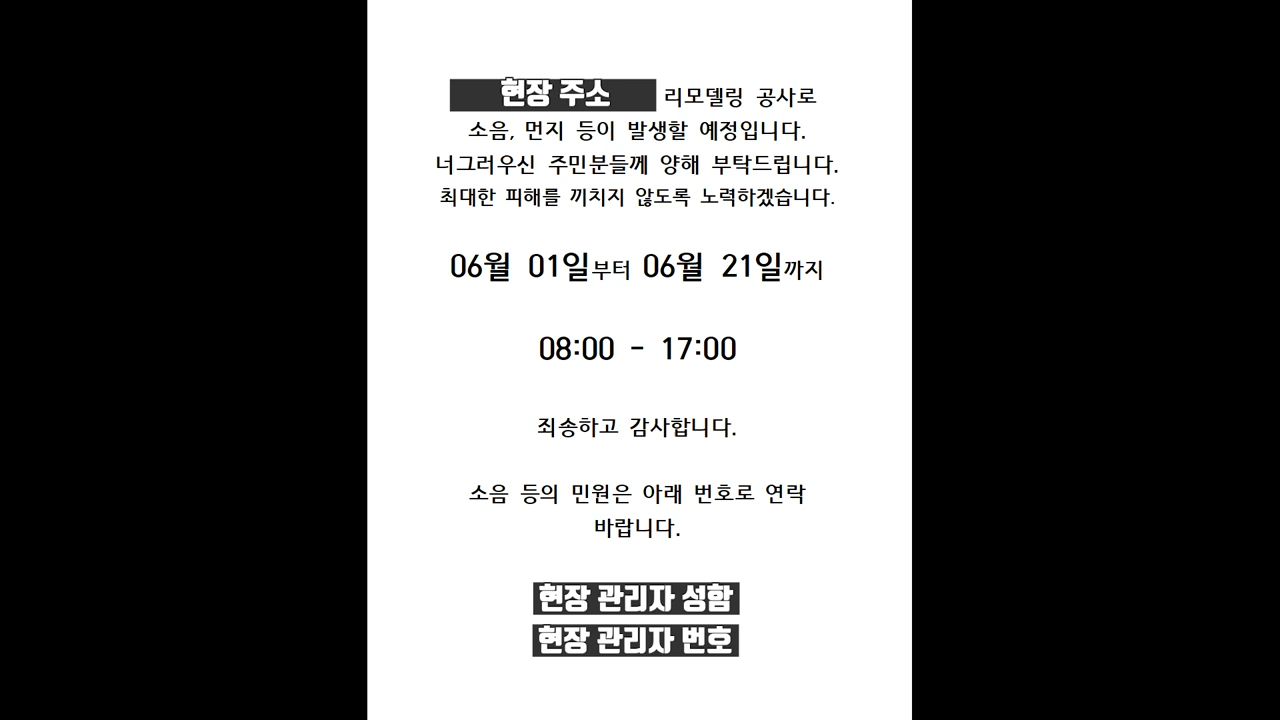 현장 주소 리모델링 공사로
소음, 먼지 등이 발생할 예정입니다.
너그러우신 주민분들께 양해 부탁드립니다.
최대한 피해를 끼치지 않도록 노력하겠습니다.
06월 01일부터 06월 21일까지
08:00 - 17:00
죄송하고 감사합니다.
소음 등의 민원은 아래 번호로 연락
바랍니다.
현장 관리자 성함
현장 관리자 번호